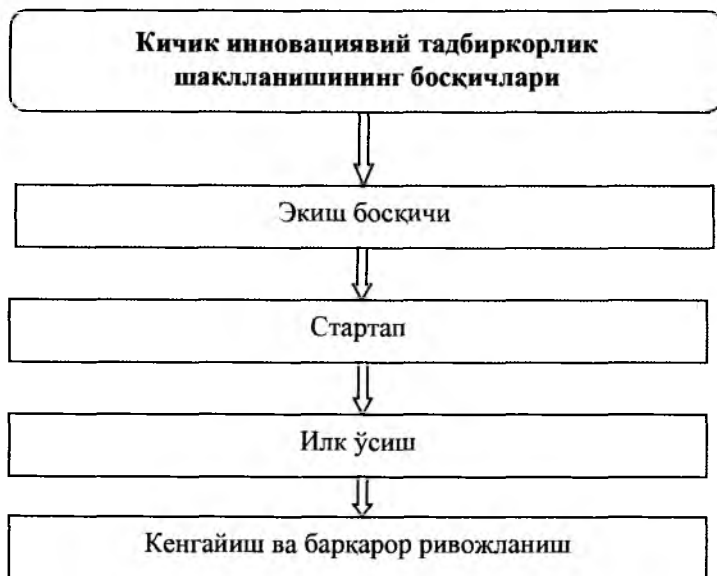 Кичик инновациявий тадбиркорлик
шаклланишининг босқичлари
Экиш босқичи
Стартап
Илк ўсиш
Кенгайиш ва барқарор ривожланиш